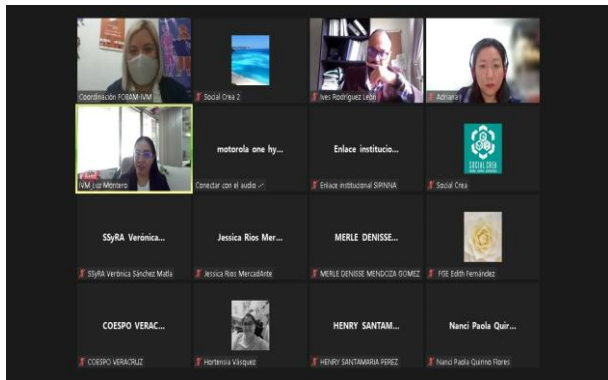 Coordinación FOBAM-IVM
Social Crea 2
Ives Rodríguez León
Adriana
IVM_Luz Montero
motorola one hy...
Conectar con el audio
Enlace institucio...
Enlace institucional SIPINNA
SOCIAL CREA
Social Crea
SSyRA Verónica...
SSyRA Verónica Sánchez Matla
Jessica Rios Mer...
Jessica Rios MercadAnte
MERLE DENISSE...
MERLE DENISSE MENDOZA GOMEZ
FGE Edith Fernández
COESPO VERAC...
COESPO VERACRUZ
Hortensia Vásquez
HENRY SANTAM...
HENRY SANTAMARIA PEREZ
Nanci Paola Quir...
Nanci Paola Quirino Flores